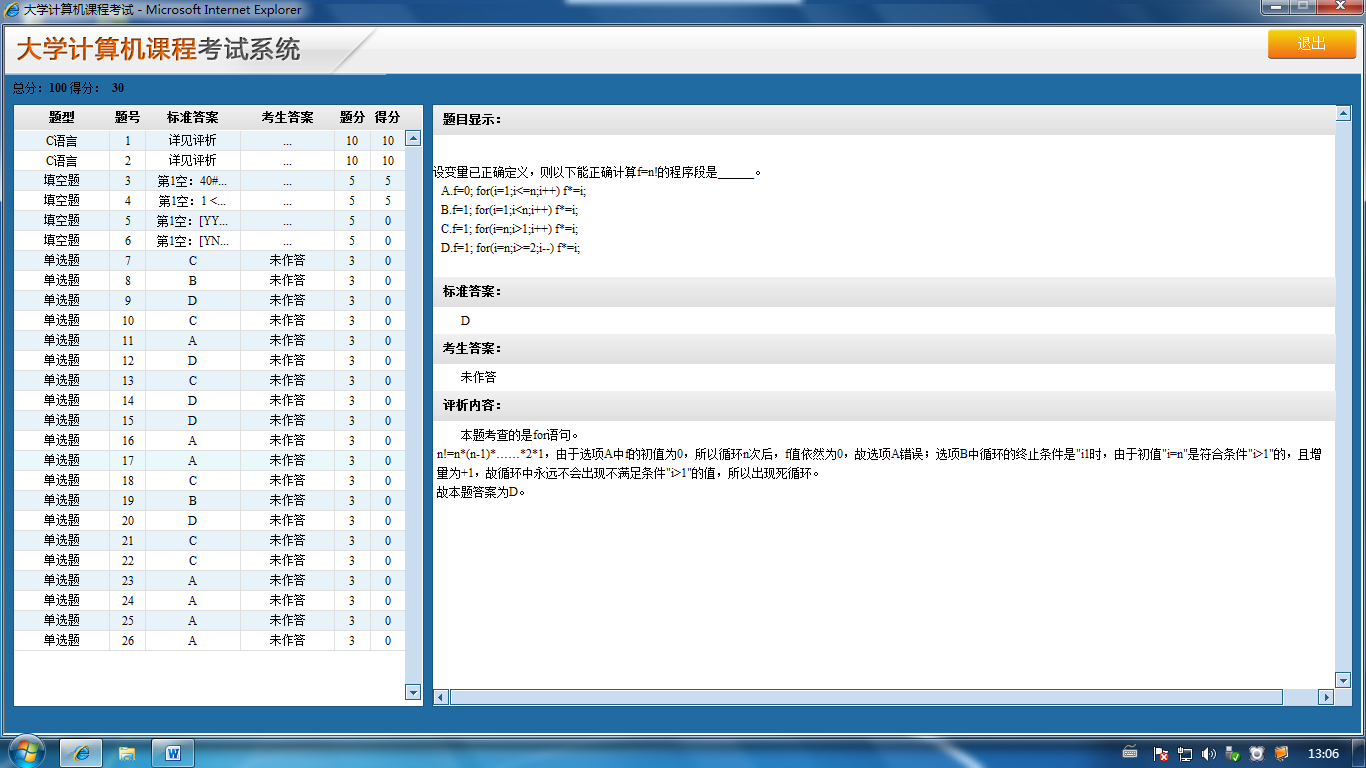 大学计算机课程考试 - Microsoft Internet Explorer
大学计算机课程考试系统
退出
总分：100 得分： 30
题型 题号 标准答案 考生答案 题分 得分
C语言 1 详见评析 ... 10 10
C语言 2 详见评析 ... 10 10
填空题 3 第1空：40#... ... 5 5
填空题 4 第1空：1 <... ... 5 5
填空题 5 第1空：[YY... ... 5 0
填空题 6 第1空：[YN... ... 5 0
单选题 7 C 未作答 3 0
单选题 8 B 未作答 3 0
单选题 9 D 未作答 3 0
单选题 10 C 未作答 3 0
单选题 11 A 未作答 3 0
单选题 12 D 未作答 3 0
单选题 13 C 未作答 3 0
单选题 14 D 未作答 3 0
单选题 15 D 未作答 3 0
单选题 16 A 未作答 3 0
单选题 17 A 未作答 3 0
单选题 18 C 未作答 3 0
单选题 19 B 未作答 3 0
单选题 20 D 未作答 3 0
单选题 21 C 未作答 3 0
单选题 22 C 未作答 3 0
单选题 23 A 未作答 3 0
单选题 24 A 未作答 3 0
单选题 25 A 未作答 3 0
单选题 26 A 未作答 3 0
题目显示：
设变量已正确定义，则以下能正确计算f=n!的程序段是______。
A.f=0; for(i=1;i<=n;i++) f*=i;
B.f=1; for(i=1;i<n;i++) f*=i;
C.f=1; for(i=n;i>1;i++) f*=i;
D.f=1; for(i=n;i>=2;i--) f*=i;
标准答案：
D
考生答案：
未作答
评析内容：
本题考查的是for语句。
n!=n*(n-1)*……*2*1，由于选项A中f的初值为0，所以循环n次后，f值依然为0，故选项A错误；选项B中循环的终止条件是"i1时，由于初值"i=n"是符合条件"i>1"的，且增
量为+1，故循环中永远不会出现不满足条件"i>1"的值，所以出现死循环。
故本题答案为D。
13:06